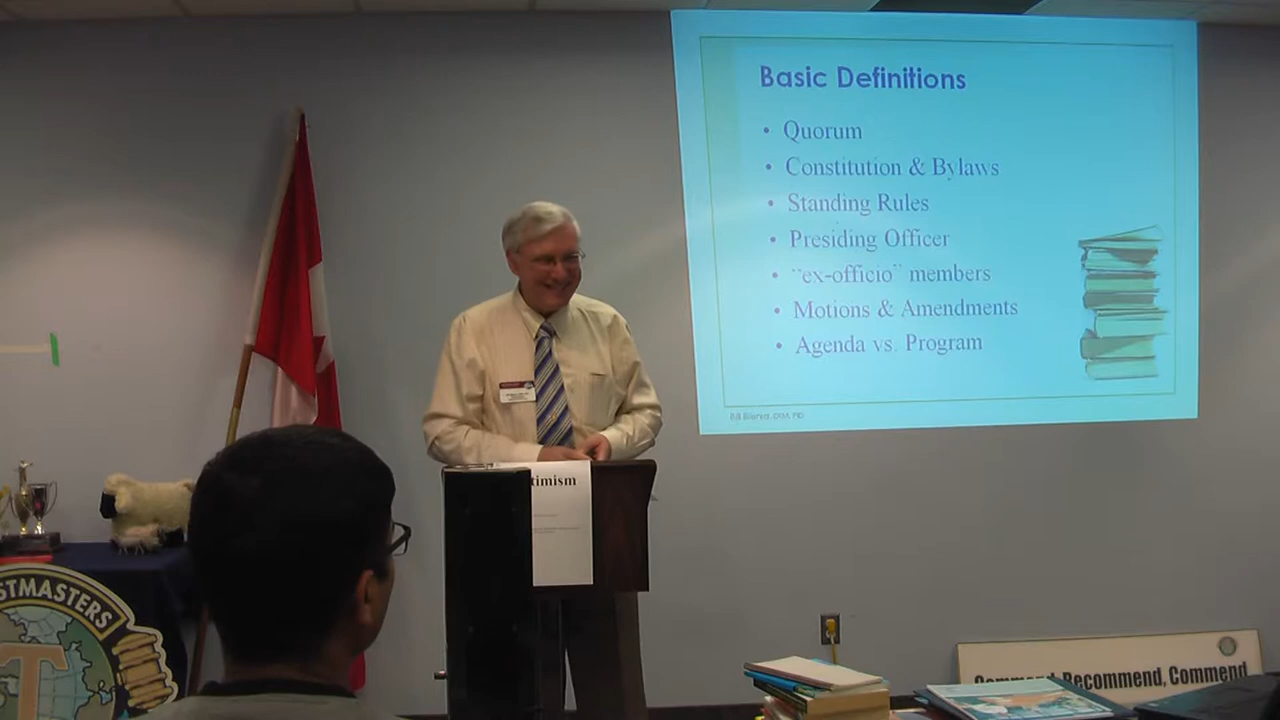 Basic Definitions
• Quorum
• Constitution & Bylaws
• Standing Rules
• Presiding Officer
• "ex-officio" members
• Motions & Amendments
• Agenda vs. Program
timism
STMASTERS
T
Recommend, Commend